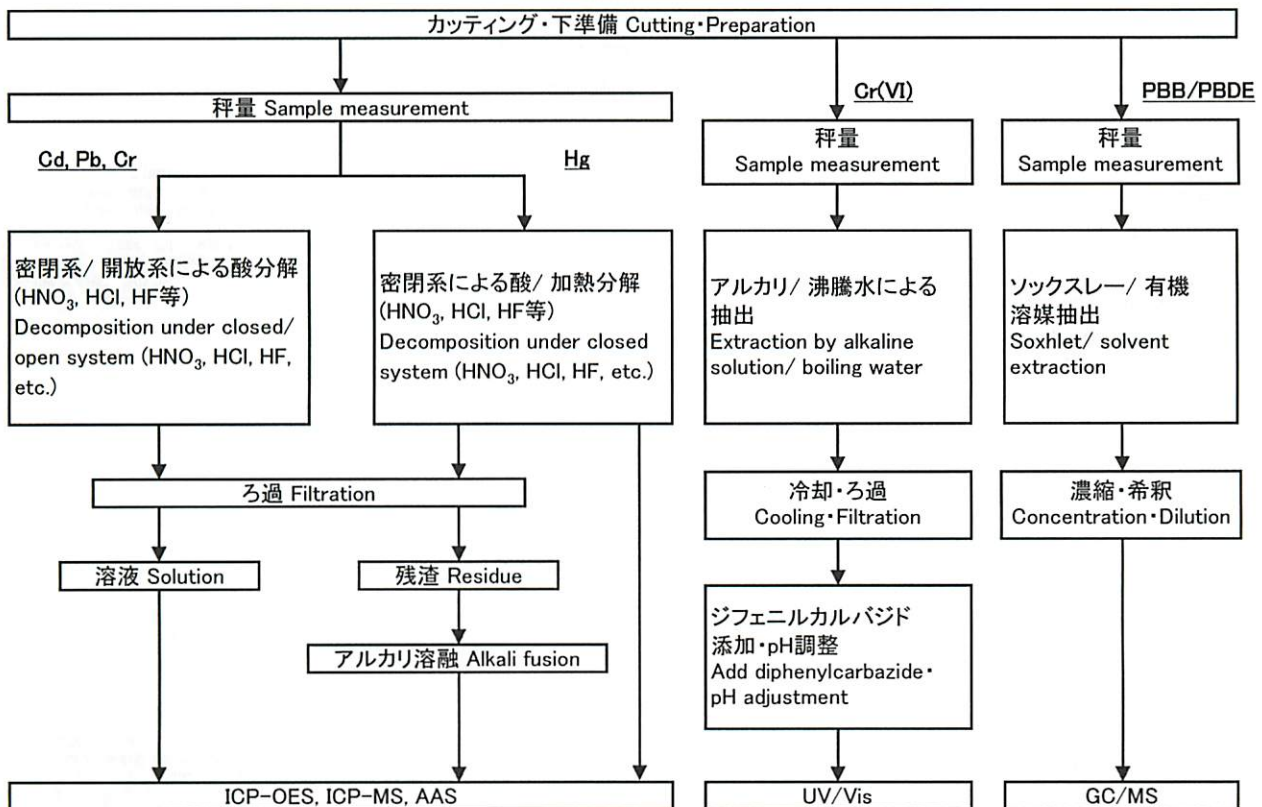 カッティング・下準備 Cutting・Preparation
秤量 Sample measurement
Cd, Pb, Cr
Hg
密閉系/ 開放系による酸分解
(HNO₃, HCl, HF等)
Decomposition under closed/
open system (HNO₃, HCl, HF,
etc.)
密閉系による酸/ 加熱分解
(HNO₃, HCl, HF等)
Decomposition under closed
system (HNO₃, HCl, HF, etc.)
ろ過 Filtration
溶液 Solution
残渣 Residue
アルカリ溶融 Alkali fusion
ICP-OES, ICP-MS, AAS
Cr(VI)
秤量
Sample measurement
アルカリ/ 沸騰水による
抽出
Extraction by alkaline
solution/ boiling water
冷却・ろ過
Cooling・Filtration
ジフェニルカルバジド
添加・pH調整
Add diphenylcarbazide・
pH adjustment
UV/Vis
PBB/PBDE
秤量
Sample measurement
ソックスレー/ 有機
溶媒抽出
Soxhlet/ solvent
extraction
濃縮・希釈
Concentration・Dilution
GC/MS